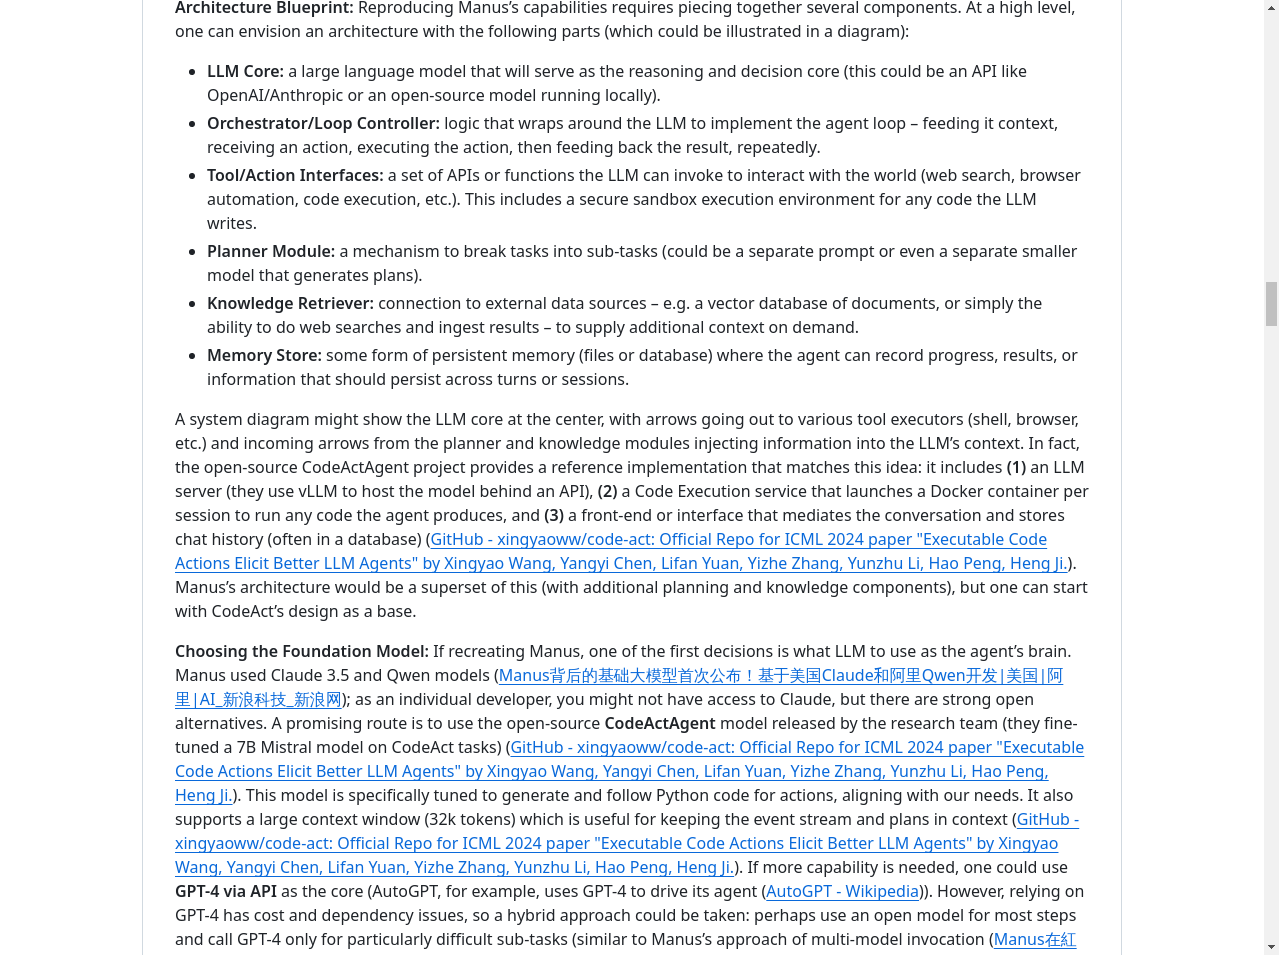 Architecture Blueprint: Reproducing Manus’s capabilities requires piecing together several components. At a high level,
one can envision an architecture with the following parts (which could be illustrated in a diagram):
LLM Core: a large language model that will serve as the reasoning and decision core (this could be an API like
OpenAI/Anthropic or an open-source model running locally).
Orchestrator/Loop Controller: logic that wraps around the LLM to implement the agent loop – feeding it context,
receiving an action, executing the action, then feeding back the result, repeatedly.
Tool/Action Interfaces: a set of APIs or functions the LLM can invoke to interact with the world (web search, browser
automation, code execution, etc.). This includes a secure sandbox execution environment for any code the LLM
writes.
Planner Module: a mechanism to break tasks into sub-tasks (could be a separate prompt or even a separate smaller
model that generates plans).
Knowledge Retriever: connection to external data sources – e.g. a vector database of documents, or simply the
ability to do web searches and ingest results – to supply additional context on demand.
Memory Store: some form of persistent memory (files or database) where the agent can record progress, results, or
information that should persist across turns or sessions.
A system diagram might show the LLM core at the center, with arrows going out to various tool executors (shell, browser,
etc.) and incoming arrows from the planner and knowledge modules injecting information into the LLM’s context. In fact,
the open-source CodeActAgent project provides a reference implementation that matches this idea: it includes (1) an LLM
server (they use vLLM to host the model behind an API), (2) a Code Execution service that launches a Docker container per
session to run any code the agent produces, and (3) a front-end or interface that mediates the conversation and stores
chat history (often in a database) (GitHub - xingyaoww/code-act: Official Repo for ICML 2024 paper "Executable Code
Actions Elicit Better LLM Agents" by Xingyao Wang, Yangyi Chen, Lifan Yuan, Yizhe Zhang, Yunzhu Li, Hao Peng, Heng Ji.).
Manus’s architecture would be a superset of this (with additional planning and knowledge components), but one can start
with CodeAct’s design as a base.
Choosing the Foundation Model: If recreating Manus, one of the first decisions is what LLM to use as the agent’s brain.
Manus used Claude 3.5 and Qwen models (Manus背后的基础大模型首次公布！基于美国Claude和阿里Qwen开发|美国|阿
里|AI_新浪科技_新浪网); as an individual developer, you might not have access to Claude, but there are strong open
alternatives. A promising route is to use the open-source CodeActAgent model released by the research team (they fine-
tuned a 7B Mistral model on CodeAct tasks) (GitHub - xingyaoww/code-act: Official Repo for ICML 2024 paper "Executable
Code Actions Elicit Better LLM Agents" by Xingyao Wang, Yangyi Chen, Lifan Yuan, Yizhe Zhang, Yunzhu Li, Hao Peng,
Heng Ji.). This model is specifically tuned to generate and follow Python code for actions, aligning with our needs. It also
supports a large context window (32k tokens) which is useful for keeping the event stream and plans in context (GitHub -
xingyaoww/code-act: Official Repo for ICML 2024 paper "Executable Code Actions Elicit Better LLM Agents" by Xingyao
Wang, Yangyi Chen, Lifan Yuan, Yizhe Zhang, Yunzhu Li, Hao Peng, Heng Ji.). If more capability is needed, one could use
GPT-4 via API as the core (AutoGPT, for example, uses GPT-4 to drive its agent (AutoGPT - Wikipedia)). However, relying on
GPT-4 has cost and dependency issues, so a hybrid approach could be taken: perhaps use an open model for most steps
and call GPT-4 only for particularly difficult sub-tasks (similar to Manus’s approach of multi-model invocation (Manus在紅